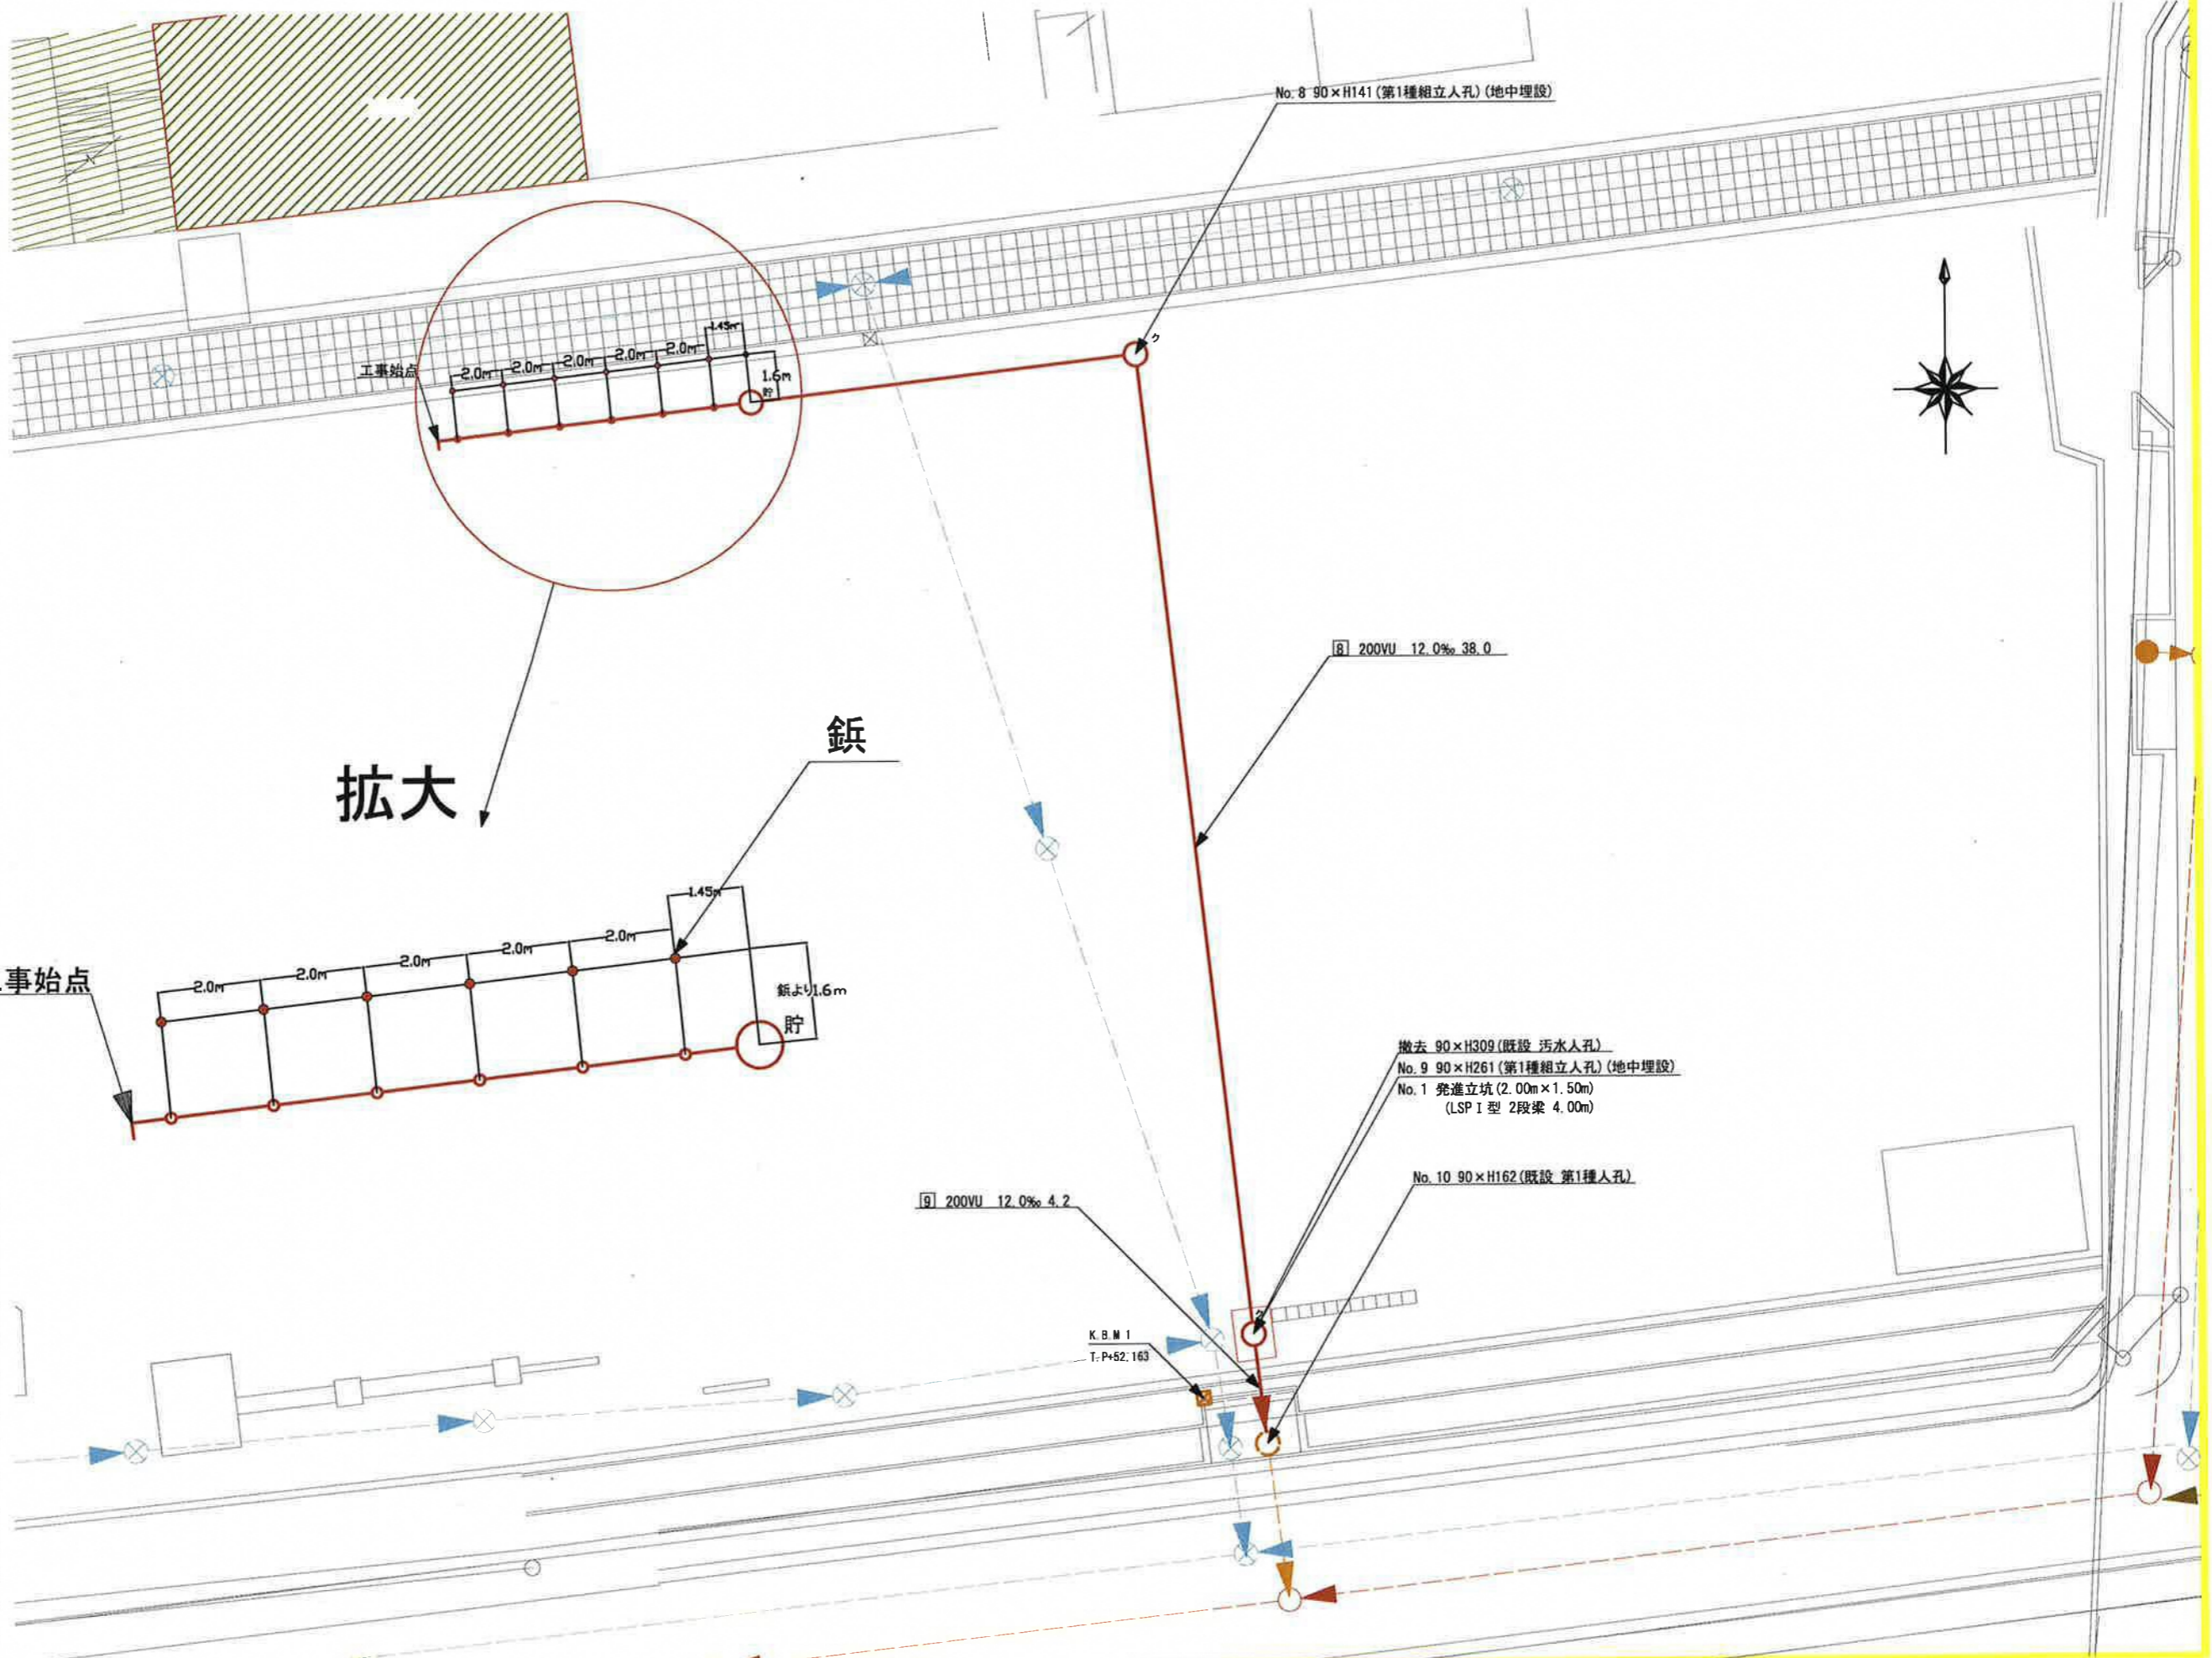 No. 8 90×H141(第1種組立人孔)(地中埋設)
1.45m
2.0m
2.0m
2.0m
2.0m
2.0m
工事始点
1.6m
貯
ク
8 200VU 12.0‰ 38.0
鋲
拡大
1.45m
2.0m
2.0m
2.0m
2.0m
2.0m
事始点
鋲より1.6m
貯
撤去 90×H309(既設 汚水人孔)
No. 9 90×H261(第1種組立人孔)(地中埋設)
No. 1 発進立坑(2.00m×1.50m)
(LSPⅠ型 2段梁 4.00m)
No. 10 90×H162(既設 第1種人孔)
9 200VU 12.0‰ 4.2
ク
K.B.M 1
T.P+52.163